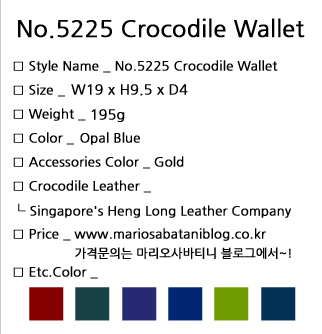 No.5225 Crocodile Wallet
□ Style Name _ No.5225 Crocodile Wallet
□ Size _ W19 x H9.5 x D4
□ Weight _ 195g
□ Color _ Opal Blue
□ Accessories Color _ Gold
□ Crocodile Leather _
└ Singapore's Heng Long Leather Company
□ Price _ www.mariosabataniblog.co.kr
가격문의는 마리오사바티니 블로그에서~!
□ Etc.Color _